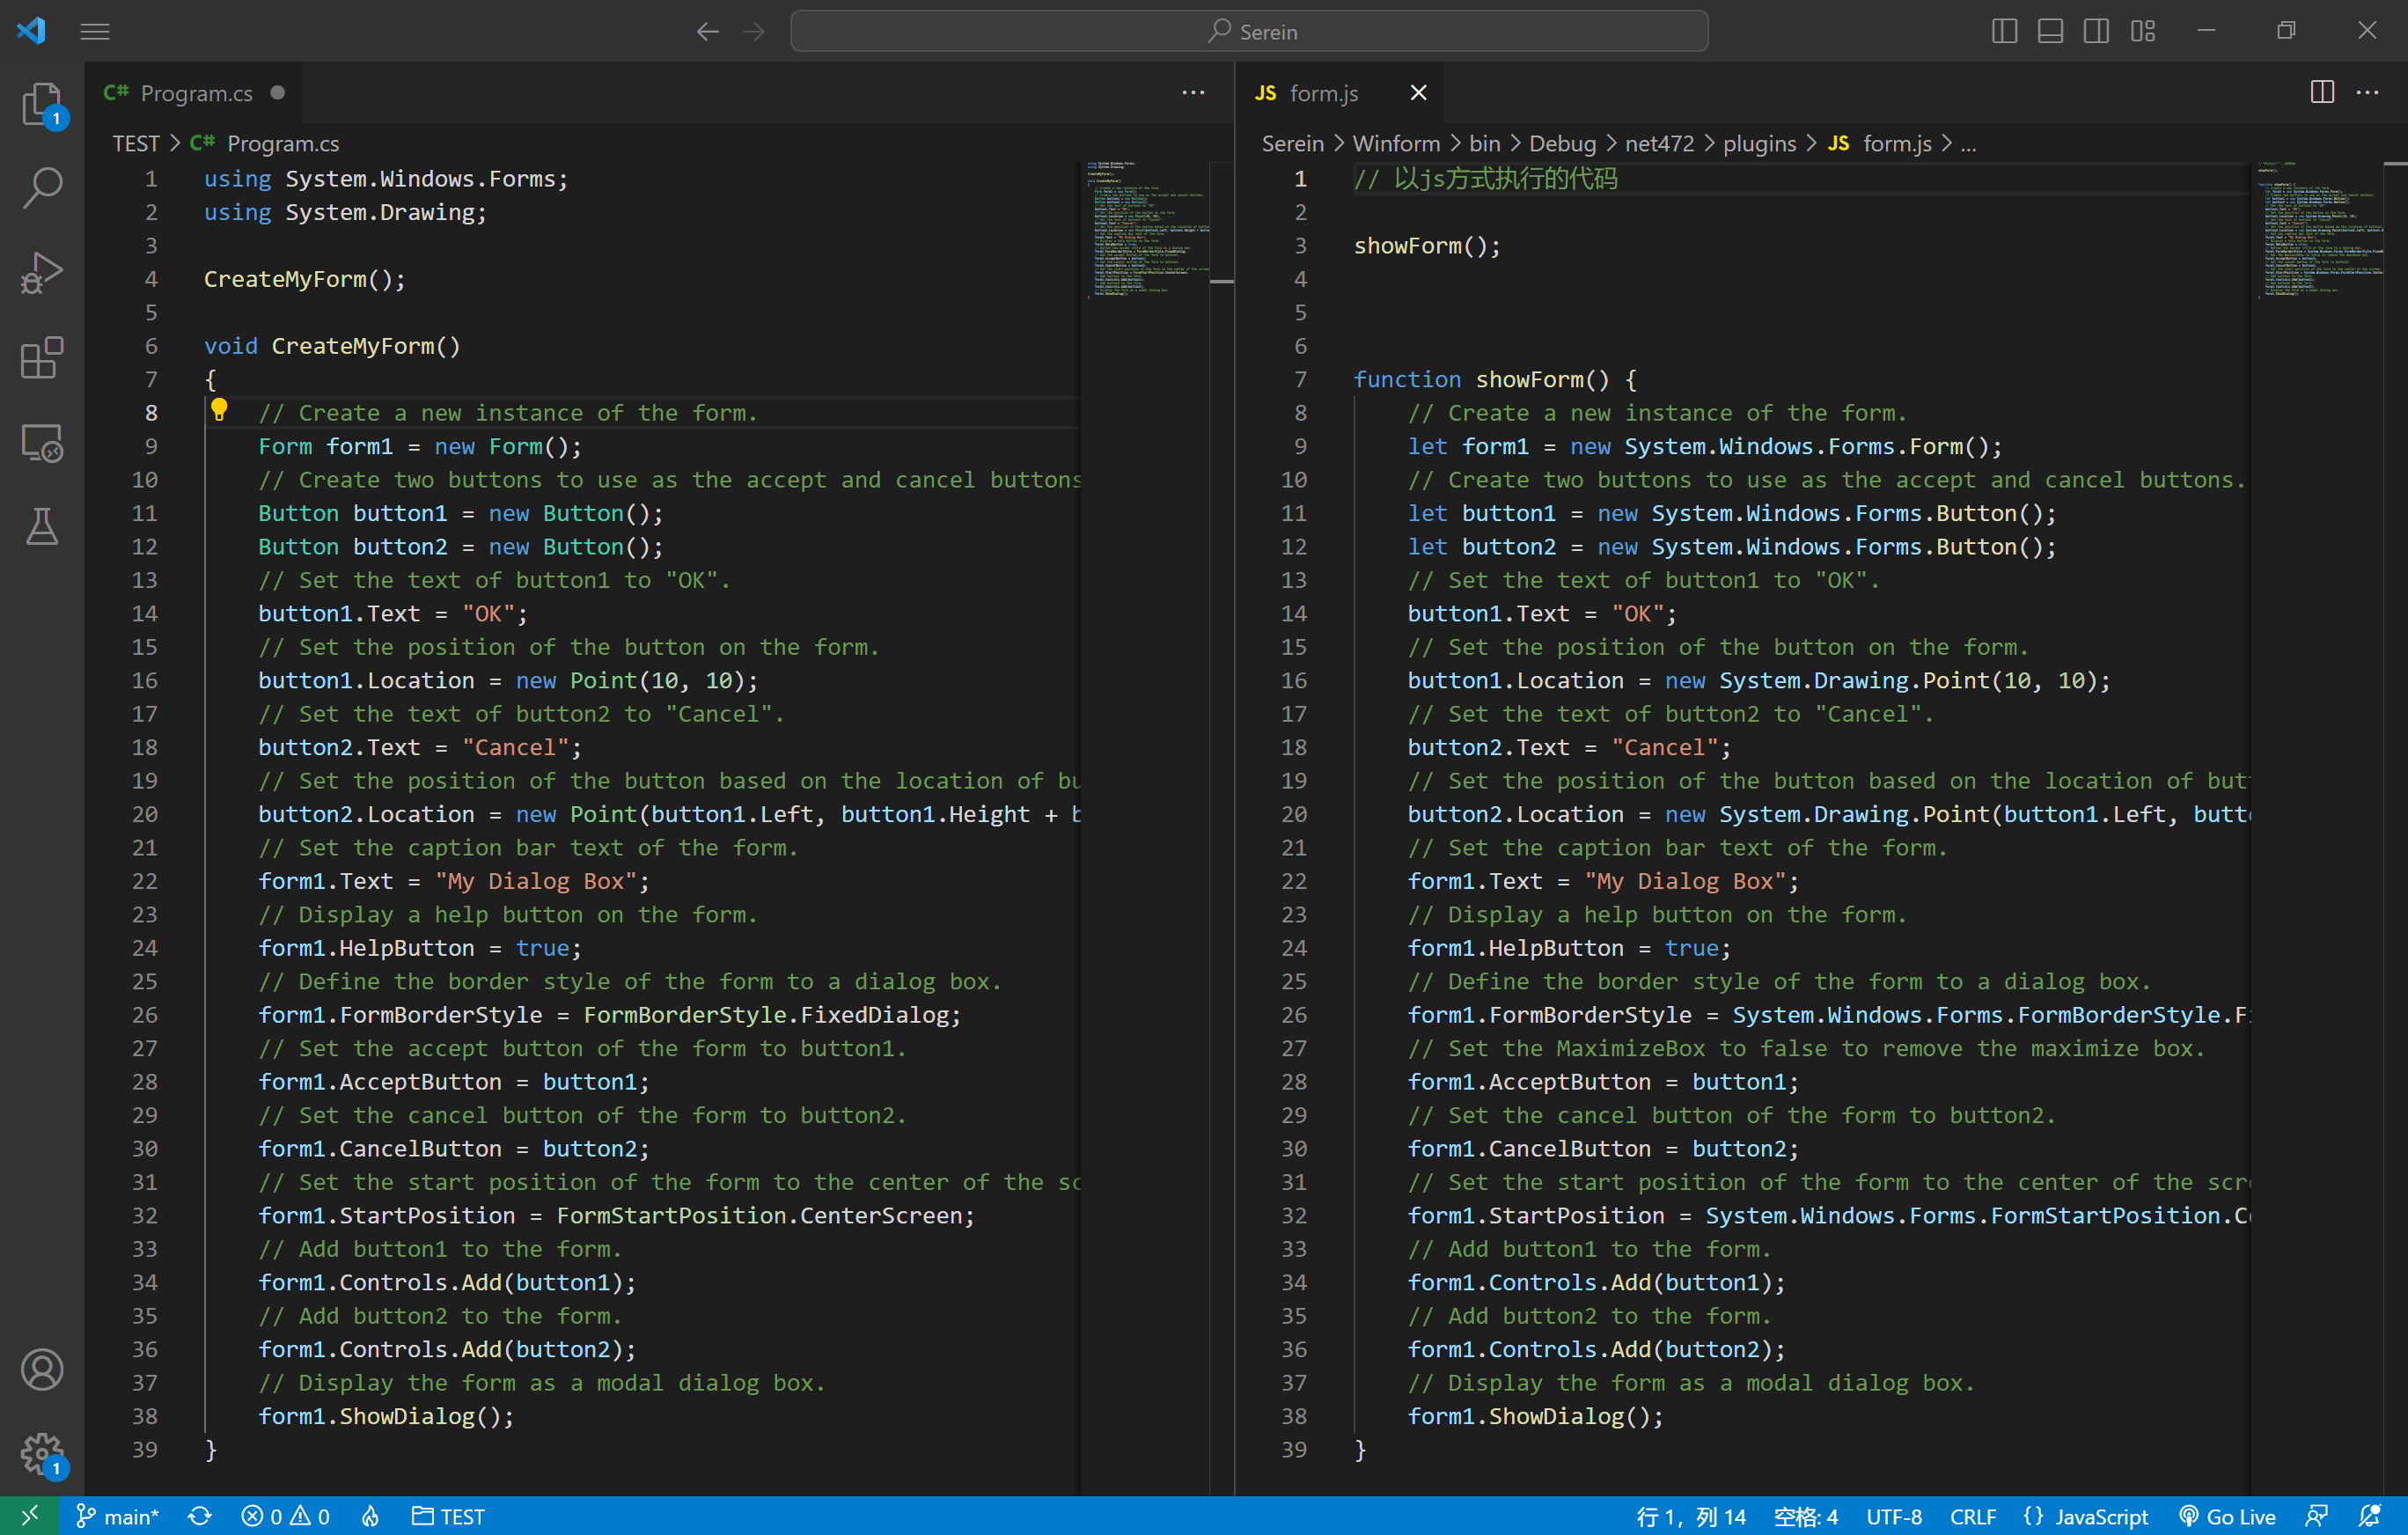 Serein
C# Program.cs
TEST > C# Program.cs
1 using System.Windows.Forms;
2 using System.Drawing;
3
4 CreateMyForm();
5
6 void CreateMyForm()
7 {
8 // Create a new instance of the form.
9 Form form1 = new Form();
10 // Create two buttons to use as the accept and cancel buttons
11 Button button1 = new Button();
12 Button button2 = new Button();
13 // Set the text of button1 to "OK".
14 button1.Text = "OK";
15 // Set the position of the button on the form.
16 button1.Location = new Point(10, 10);
17 // Set the text of button2 to "Cancel".
18 button2.Text = "Cancel";
19 // Set the position of the button based on the location of bu
20 button2.Location = new Point(button1.Left, button1.Height + b
21 // Set the caption bar text of the form.
22 form1.Text = "My Dialog Box";
23 // Display a help button on the form.
24 form1.HelpButton = true;
25 // Define the border style of the form to a dialog box.
26 form1.FormBorderStyle = FormBorderStyle.FixedDialog;
27 // Set the accept button of the form to button1.
28 form1.AcceptButton = button1;
29 // Set the cancel button of the form to button2.
30 form1.CancelButton = button2;
31 // Set the start position of the form to the center of the sc
32 form1.StartPosition = FormStartPosition.CenterScreen;
33 // Add button1 to the form.
34 form1.Controls.Add(button1);
35 // Add button2 to the form.
36 form1.Controls.Add(button2);
37 // Display the form as a modal dialog box.
38 form1.ShowDialog();
39 }
JS form.js
Serein > Winform > bin > Debug > net472 > plugins > JS form.js > ...
1 // 以js方式执行的代码
2
3 showForm();
4
5
6
7 function showForm() {
8 // Create a new instance of the form.
9 let form1 = new System.Windows.Forms.Form();
10 // Create two buttons to use as the accept and cancel buttons.
11 let button1 = new System.Windows.Forms.Button();
12 let button2 = new System.Windows.Forms.Button();
13 // Set the text of button1 to "OK".
14 button1.Text = "OK";
15 // Set the position of the button on the form.
16 button1.Location = new System.Drawing.Point(10, 10);
17 // Set the text of button2 to "Cancel".
18 button2.Text = "Cancel";
19 // Set the position of the button based on the location of but
20 button2.Location = new System.Drawing.Point(button1.Left, butt
21 // Set the caption bar text of the form.
22 form1.Text = "My Dialog Box";
23 // Display a help button on the form.
24 form1.HelpButton = true;
25 // Define the border style of the form to a dialog box.
26 form1.FormBorderStyle = System.Windows.Forms.FormBorderStyle.Fi
27 // Set the MaximizeBox to false to remove the maximize box.
28 form1.AcceptButton = button1;
29 // Set the cancel button of the form to button2.
30 form1.CancelButton = button2;
31 // Set the start position of the form to the center of the scr
32 form1.StartPosition = System.Windows.Forms.FormStartPosition.C
33 // Add button1 to the form.
34 form1.Controls.Add(button1);
35 // Add button2 to the form.
36 form1.Controls.Add(button2);
37 // Display the form as a modal dialog box.
38 form1.ShowDialog();
39 }
1
1
main* 0 0 TEST
行 1, 列 14 空格: 4 UTF-8 CRLF {} JavaScript Go Live